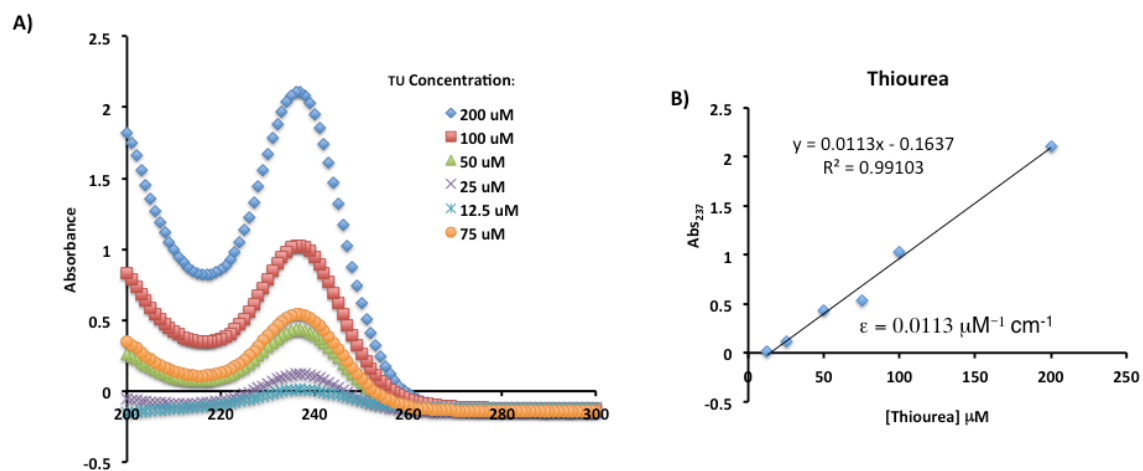 A)
2.5
2
1.5
1
0.5
0
-0.5
Absorbance
200
220
240
260
280
300
TU Concentration:
200 uM
100 uM
50 uM
25 uM
12.5 uM
75 uM
B)
Thiourea
y = 0.0113x - 0.1637
R² = 0.99103
2.5
2
1.5
1
0.5
0
-0.5
Abs₂₃₇
ε = 0.0113 μM⁻¹ cm⁻¹
0
50
100
150
200
250
[Thiourea] μM